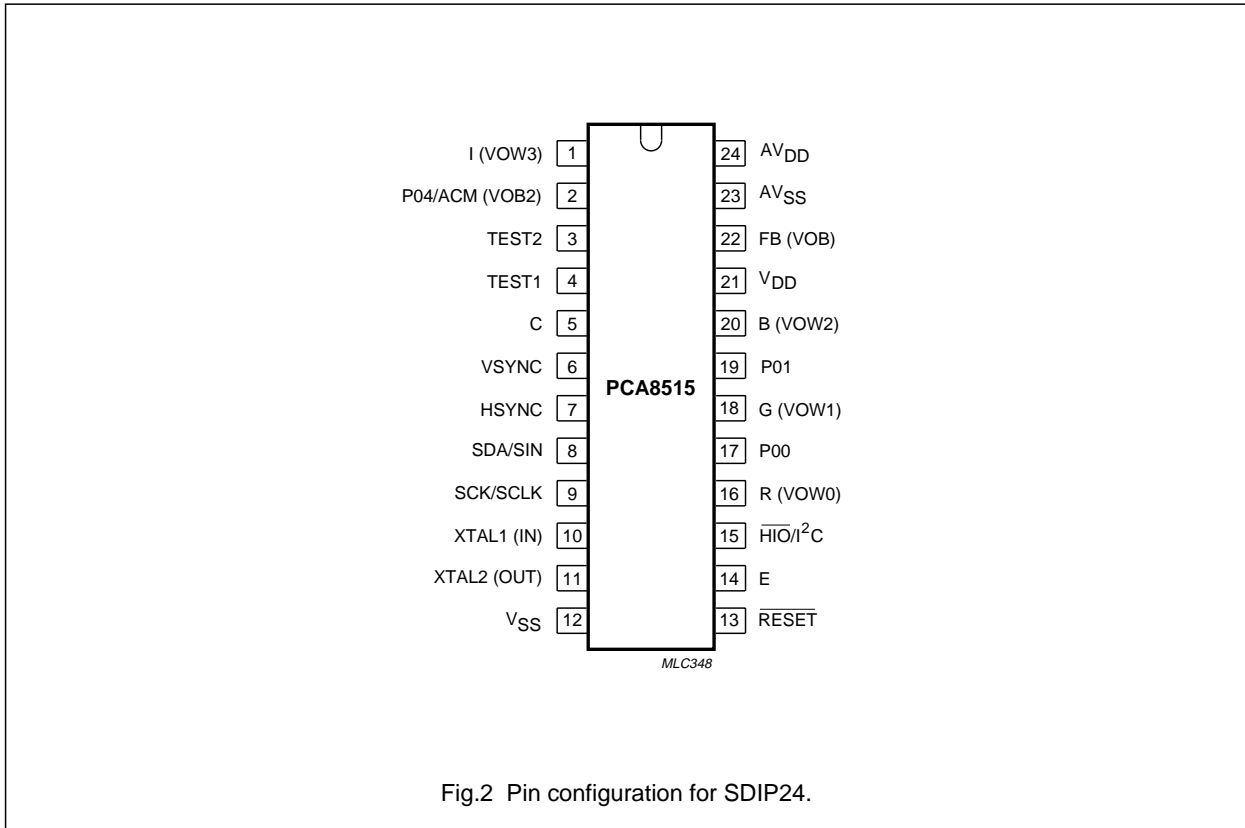 I (VOW3) 1 24 AVDD
P04/ACM (VOB2) 2 23 AVSS
TEST2 3 22 FB (VOB)
TEST1 4 21 VDD
C 5 20 B (VOW2)
VSYNC 6 19 P01
PCA8515
HSYNC 7 18 G (VOW1)
SDA/SIN 8 17 P00
SCK/SCLK 9 16 R (VOW0)
XTAL1 (IN) 10 15 H̅I̅O̅/I²C
XTAL2 (OUT) 11 14 E
VSS 12 13 R̅E̅S̅E̅T̅
MLC348
Fig.2 Pin configuration for SDIP24.